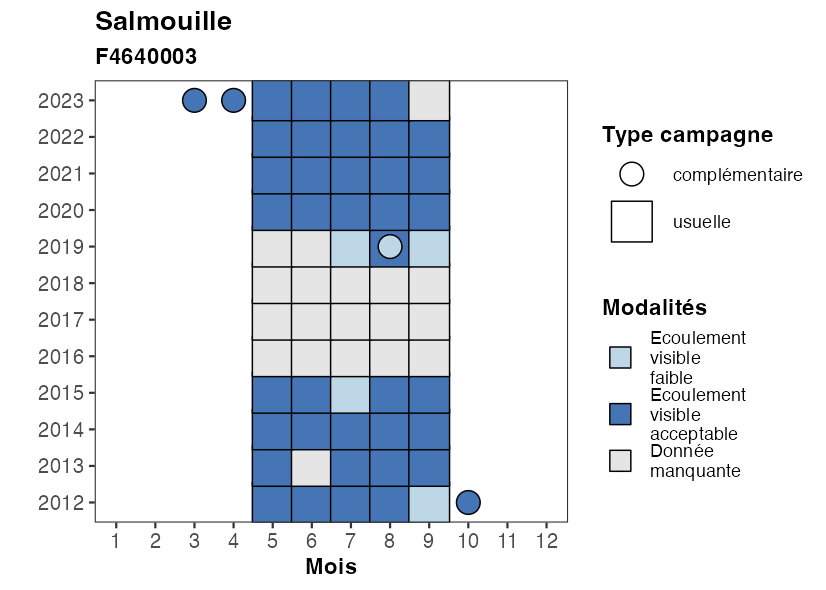 Salmouille
F4640003
2023
2022
2021
2020
2019
2018
2017
2016
2015
2014
2013
2012
1 2 3 4 5 6 7 8 9 10 11 12
Mois
Type campagne
complémentaire
usuelle
Modalités
Ecoulement
visible
faible
Ecoulement
visible
acceptable
Donnée
manquante